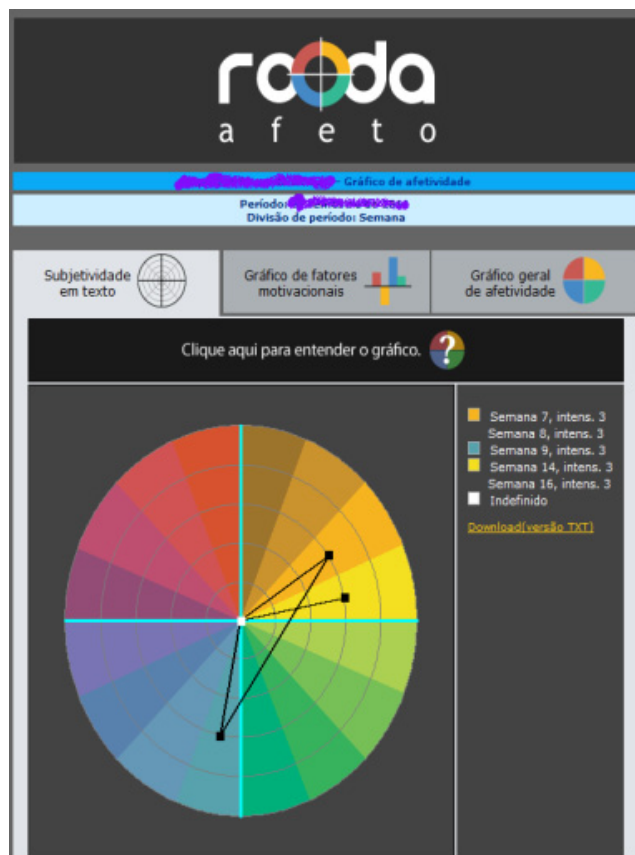 rooda
afeto
- Gráfico de afetividade
Período:
Divisão de período: Semana
Subjetividade
em texto
Gráfico de fatores
motivacionais
Gráfico geral
de afetividade
Clique aqui para entender o gráfico. ?
Semana 7, intens. 3
Semana 8, intens. 3
Semana 9, intens. 3
Semana 14, intens. 3
Semana 16, intens. 3
Indefinido
Download(versão TXT)